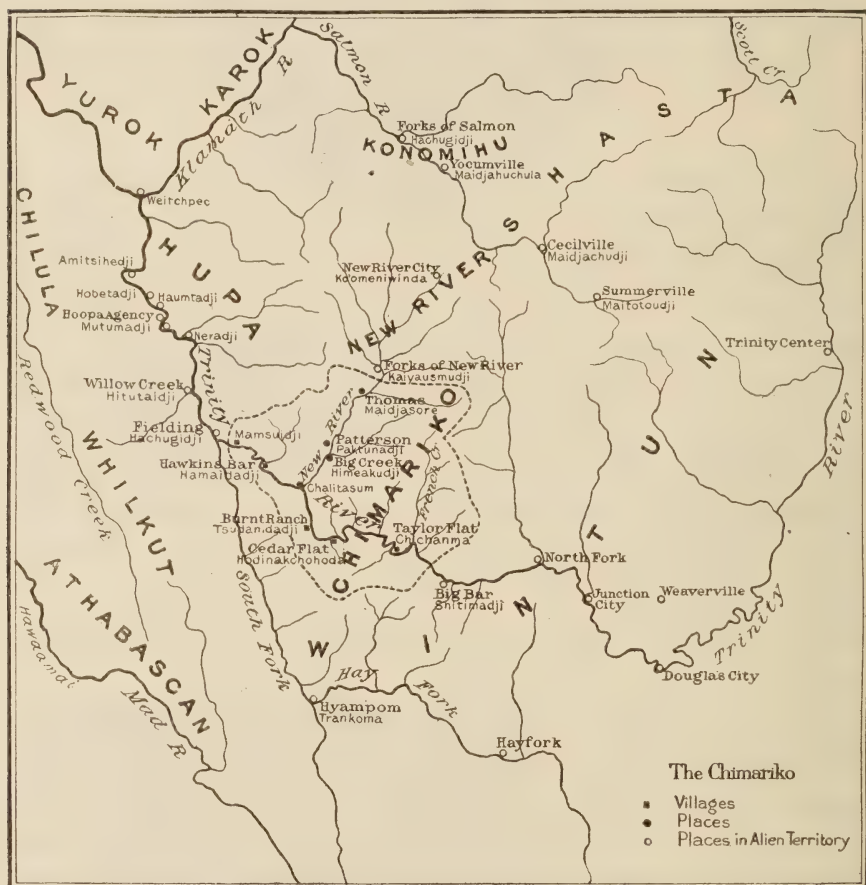 YUROK
KAROK
Klamath R
Salmon R
Scott Cr
SHASTA
Forks of Salmon
Hachugidji
KONOMIHU
Yocumville
Maidjahuchula
Weitchpec
CHILULA
HUPA
Amitsihedji
Hobetadji
Haumtadji
Hoopa Agency
Mutumadji
Neradji
New River City
Koomeniwinda
NEW RIVER
Cecilville
Maidjachudji
Summerville
Maitotoudji
Trinity Center
Trinity
Redwood Creek
Willow Creek
Hitutaidji
Forks of New River
Kaiyausmudji
Thomas
Maidjasore
Fielding
Hachugidji
Mamsuidji
New River
Patterson
Paktunadji
Big Creek
Himeakudji
French Cr
CHIMARIKO
WHILKUT
Hawkins Bar
Hamaidadji
Chalitasum
River
Burnt Ranch
Tsudandadji
Taylor Flat
Chichanma
Cedar Flat
Hodinakchohoda
North Fork
Big Bar
Shitimadji
Junction
City
Weaverville
Trinity
River
Douglas City
ATHABASCAN
Hawaamai
Mad R
South Fork
WINTUN
Hay
Fork
Hyampom
Trankoma
Hayfork
The Chimariko
Villages
Places
Places in Alien Territory